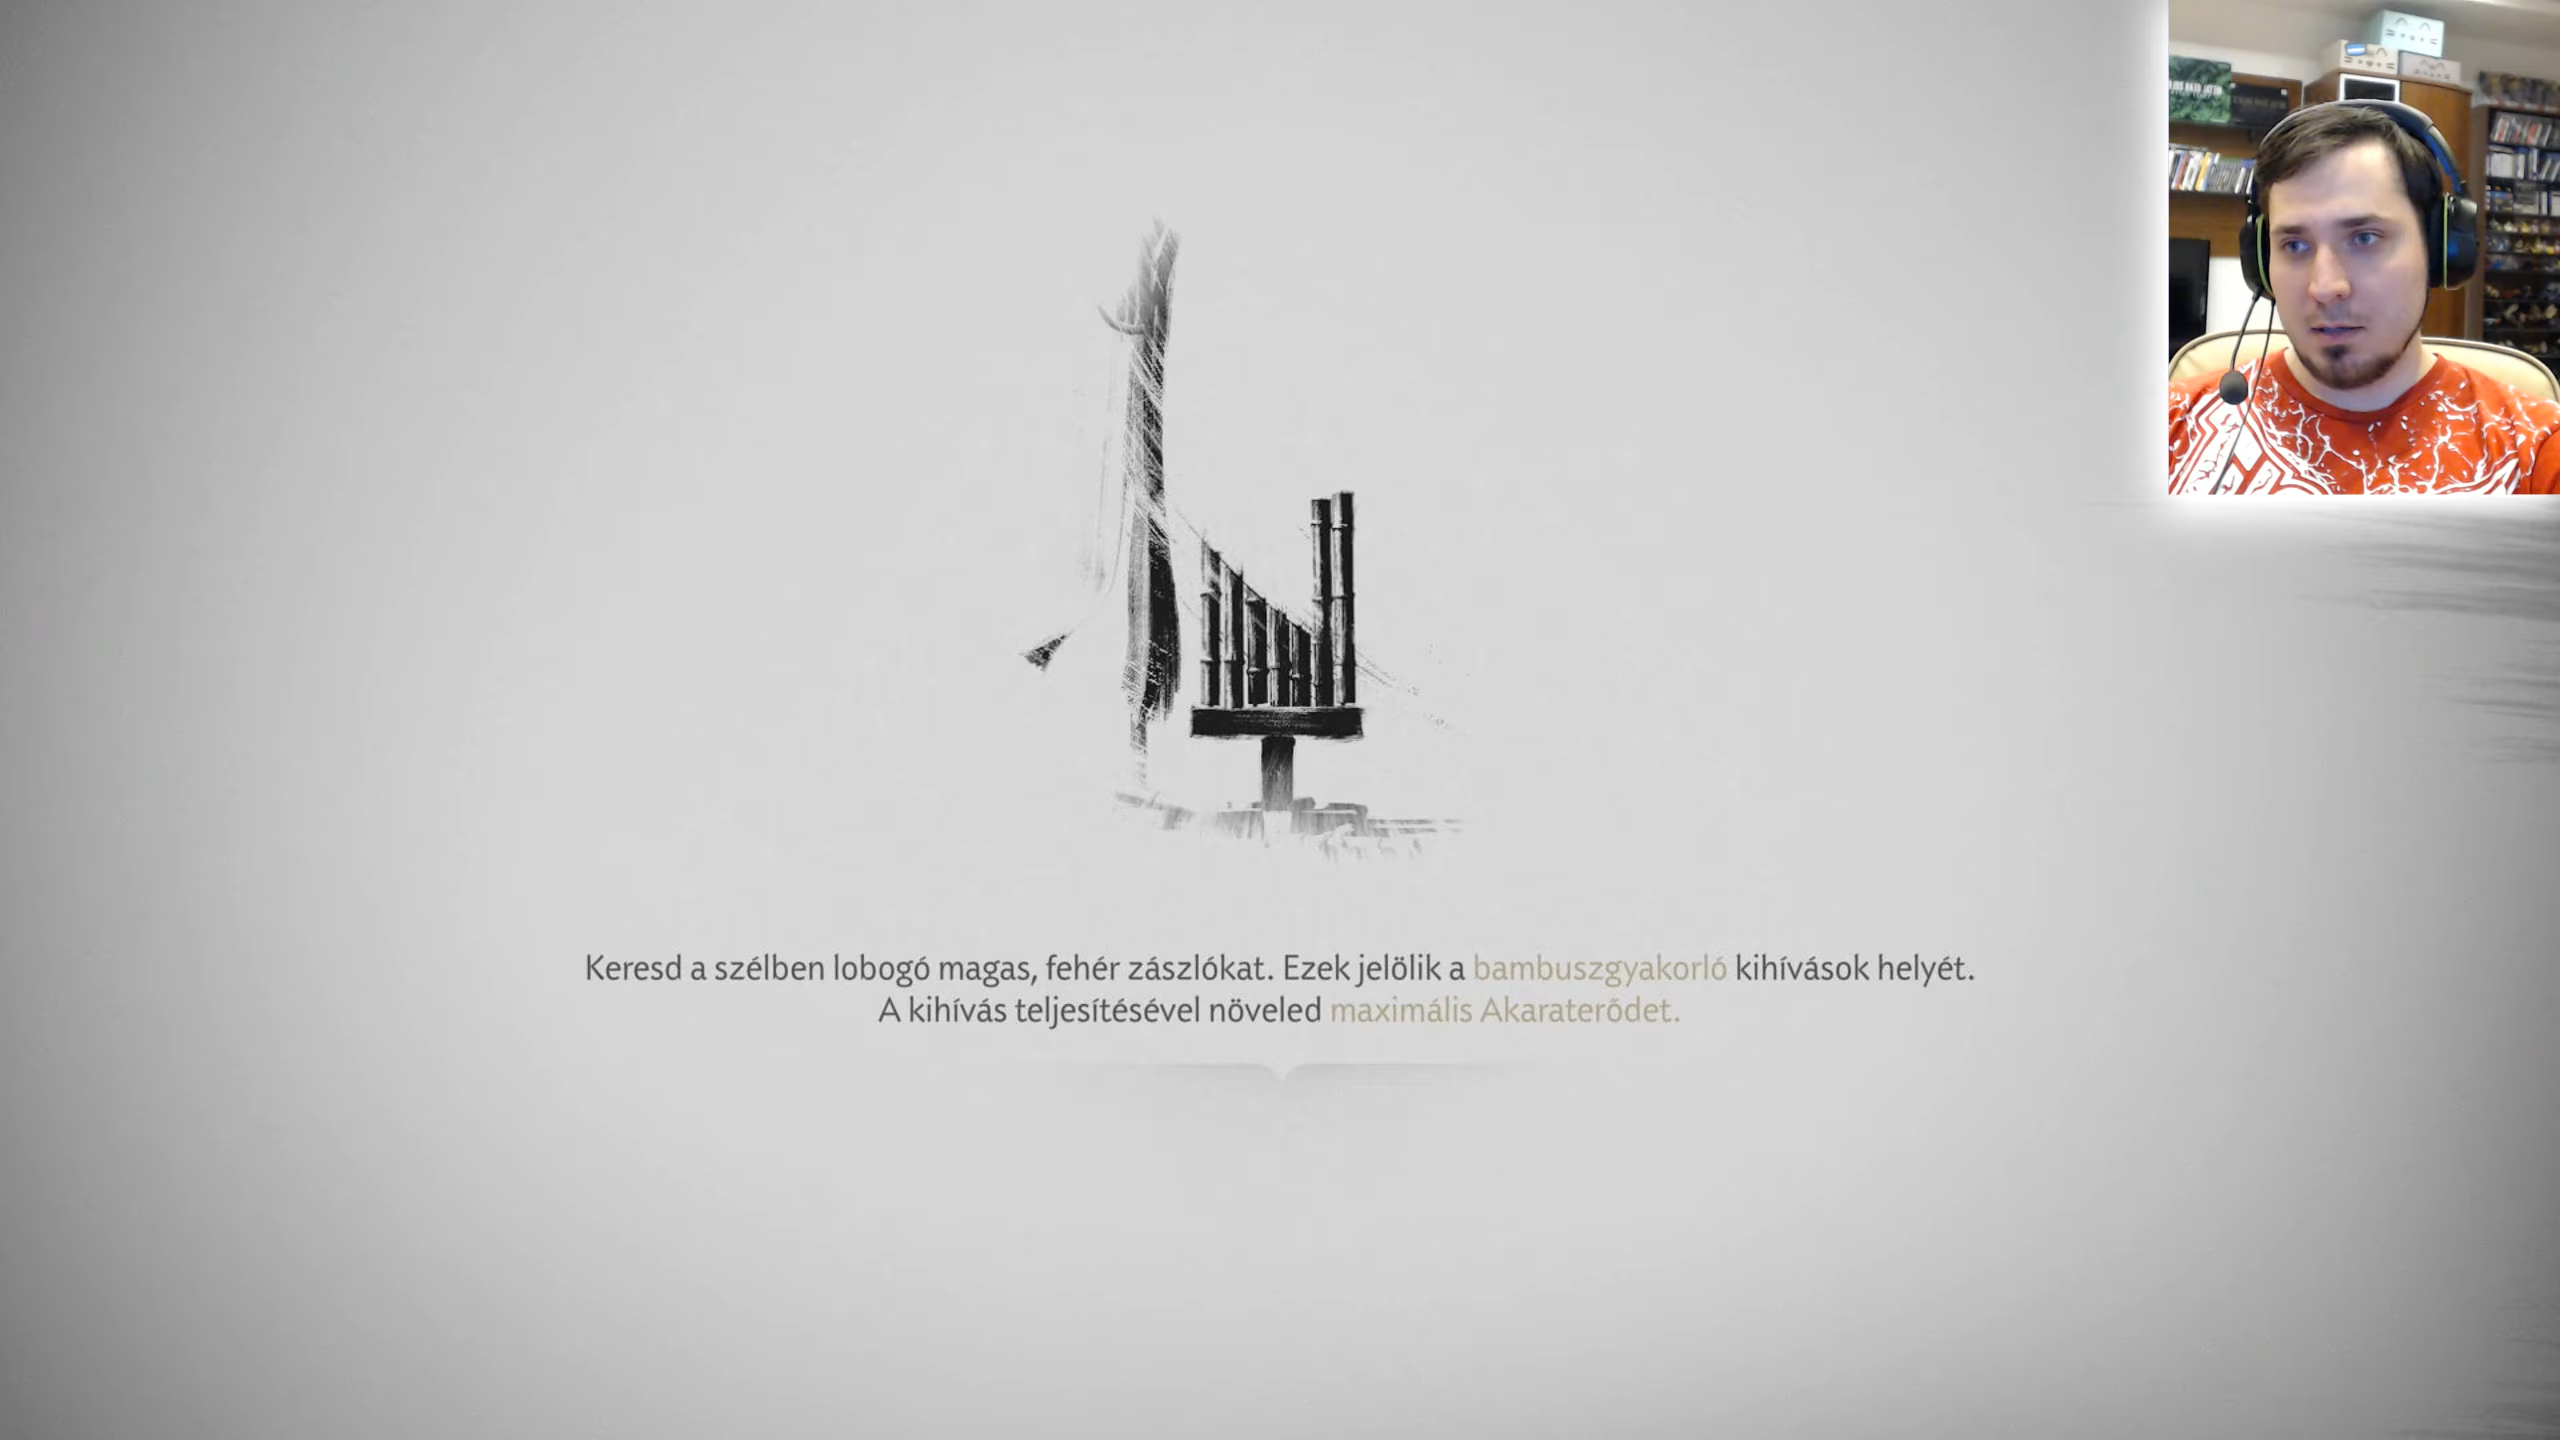 Keresd a szélben lobogó magas, fehér zászlókat. Ezek jelölik a bambuszgyakorló kihívások helyét.
A kihívás teljesítésével növeled maximális Akaraterődet.